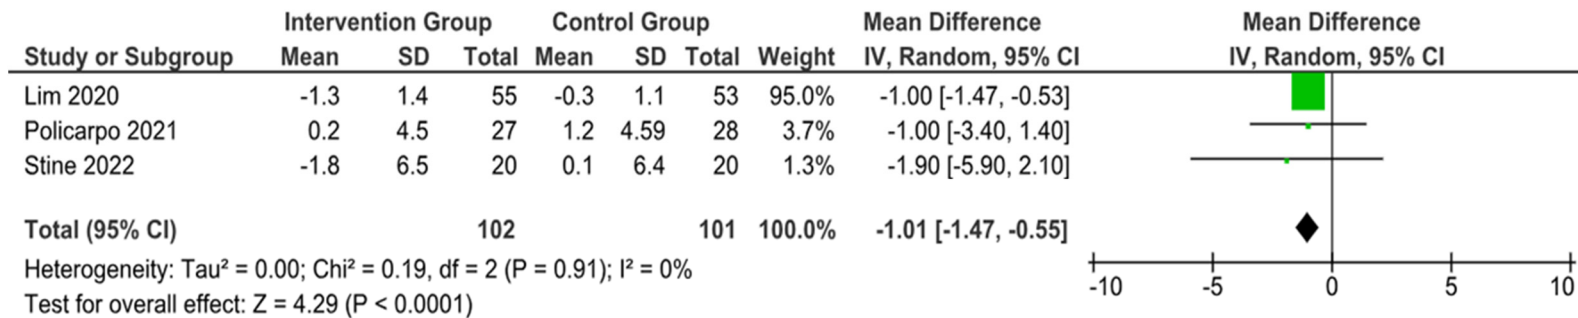 Intervention Group Control Group Mean Difference Mean Difference
Study or Subgroup Mean SD Total Mean SD Total Weight IV, Random, 95% CI IV, Random, 95% CI
Lim 2020 -1.3 1.4 55 -0.3 1.1 53 95.0% -1.00 [-1.47, -0.53]
Policarpo 2021 0.2 4.5 27 1.2 4.59 28 3.7% -1.00 [-3.40, 1.40]
Stine 2022 -1.8 6.5 20 0.1 6.4 20 1.3% -1.90 [-5.90, 2.10]
Total (95% CI) 102 101 100.0% -1.01 [-1.47, -0.55]
Heterogeneity: Tau² = 0.00; Chi² = 0.19, df = 2 (P = 0.91); I² = 0%
Test for overall effect: Z = 4.29 (P < 0.0001)
-10 -5 0 5 10